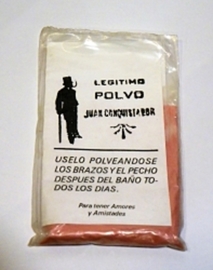 LEGITIMO
POLVO
JUAN CONQUISTADOR
USELO POLVEANDOSE
LOS BRAZOS Y EL PECHO
DESPUES DEL BAÑO TO-
DOS LOS DIAS.
Para tener Amores
y Amistades